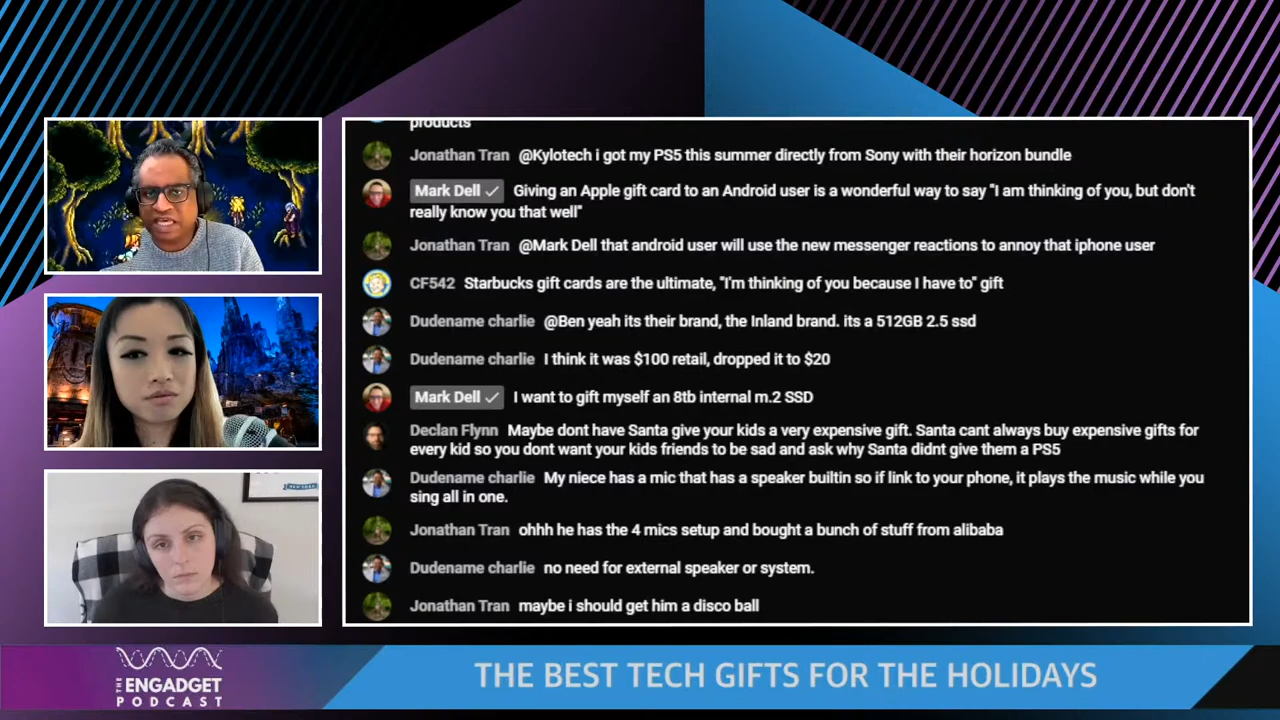 products
Jonathan Tran @Kylotech i got my PS5 this summer directly from Sony with their horizon bundle
Mark Dell Giving an Apple gift card to an Android user is a wonderful way to say "I am thinking of you, but don't
really know you that well"
Jonathan Tran @Mark Dell that android user will use the new messenger reactions to annoy that iphone user
CF542 Starbucks gift cards are the ultimate, "I'm thinking of you because I have to" gift
Dudename charlie @Ben yeah its their brand, the Inland brand. its a 512GB 2.5 ssd
Dudename charlie I think it was $100 retail, dropped it to $20
Mark Dell I want to gift myself an 8tb internal m.2 SSD
Declan Flynn Maybe dont have Santa give your kids a very expensive gift. Santa cant always buy expensive gifts for
every kid so you dont want your kids friends to be sad and ask why Santa didnt give them a PS5
Dudename charlie My niece has a mic that has a speaker builtin so if link to your phone, it plays the music while you
sing all in one.
Jonathan Tran ohhh he has the 4 mics setup and bought a bunch of stuff from alibaba
Dudename charlie no need for external speaker or system.
Jonathan Tran maybe i should get him a disco ball
THE ENGADGET
PODCAST
THE BEST TECH GIFTS FOR THE HOLIDAYS